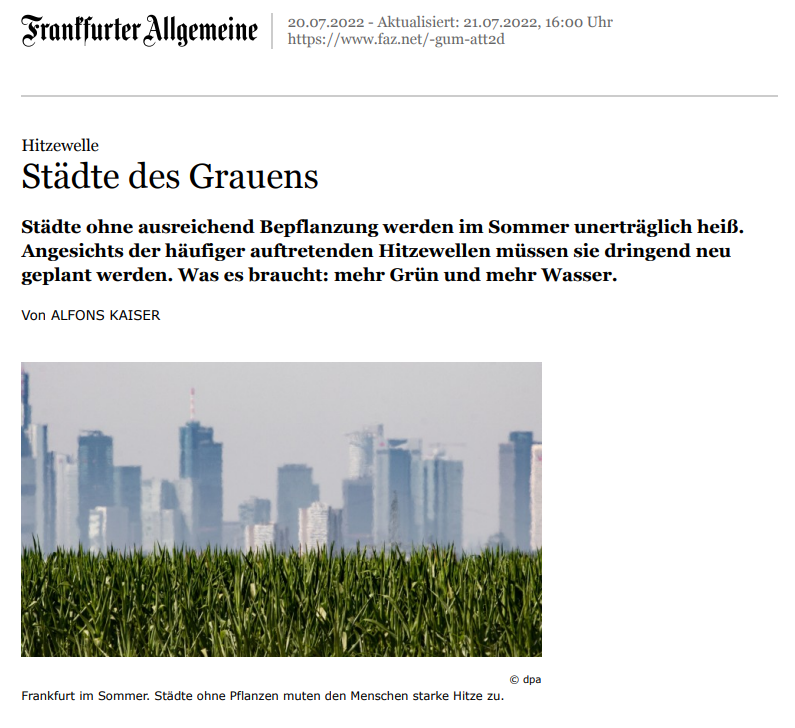 Frankfurter Allgemeine
20.07.2022 - Aktualisiert: 21.07.2022, 16:00 Uhr
https://www.faz.net/-gum-att2d
Hitzewelle
Städte des Grauens
Städte ohne ausreichend Bepflanzung werden im Sommer unerträglich heiß.
Angesichts der häufiger auftretenden Hitzewellen müssen sie dringend neu
geplant werden. Was es braucht: mehr Grün und mehr Wasser.
Von ALFONS KAISER
© dpa
Frankfurt im Sommer. Städte ohne Pflanzen muten den Menschen starke Hitze zu.